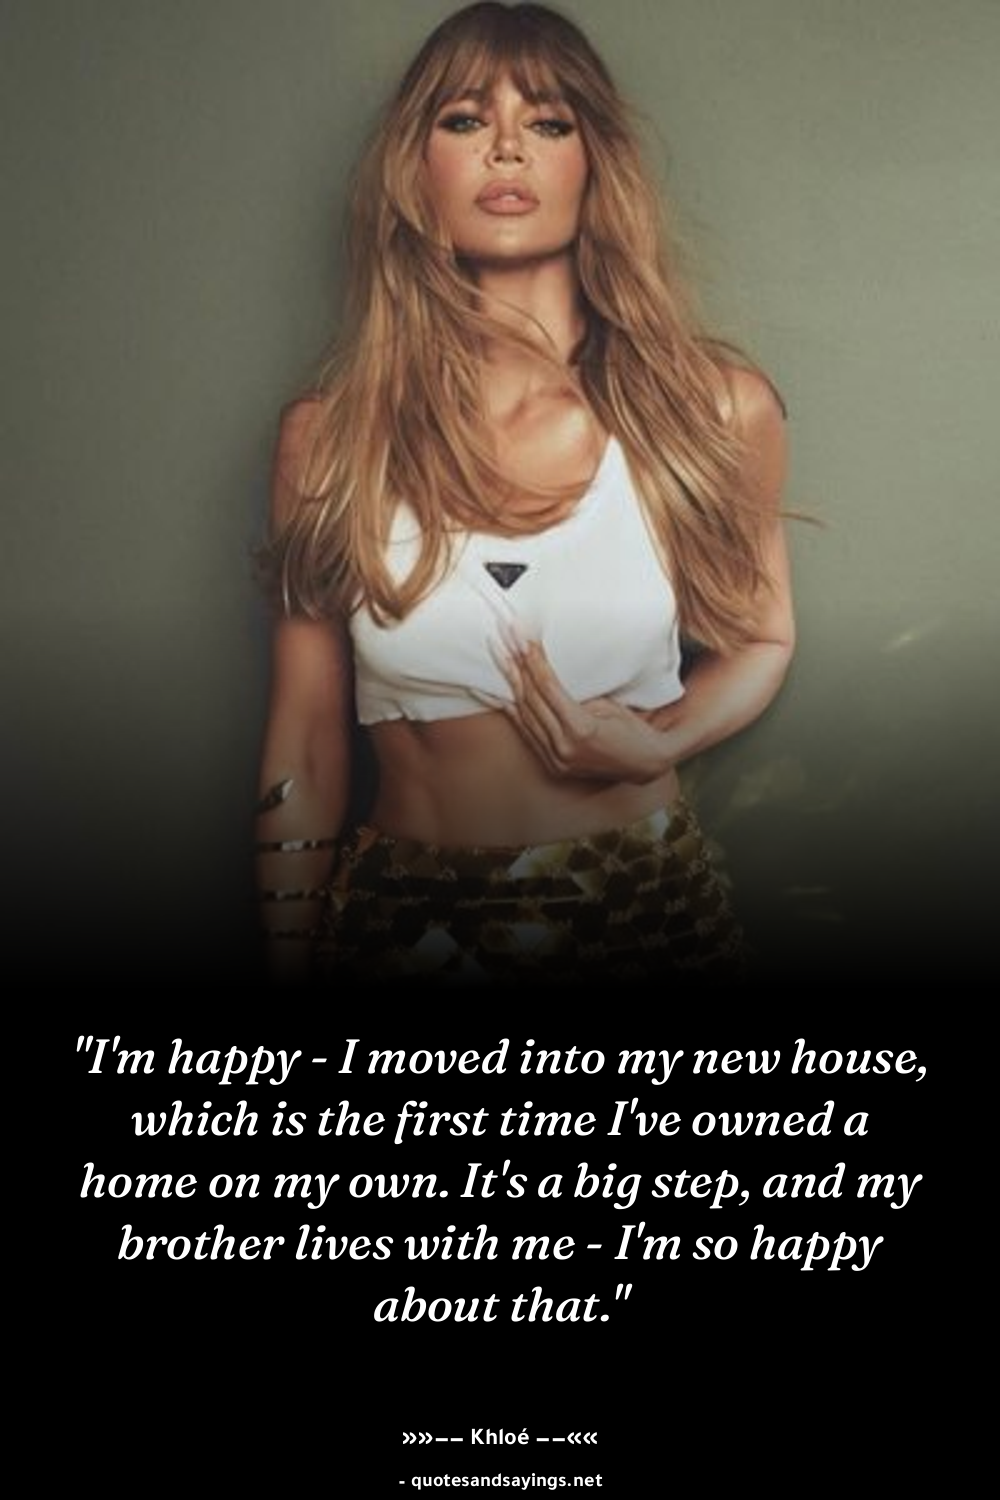 "I'm happy - I moved into my new house,
which is the first time I've owned a
home on my own. It's a big step, and my
brother lives with me - I'm so happy
about that."
»»−− Khloé −−««
- quotesandsayings.net